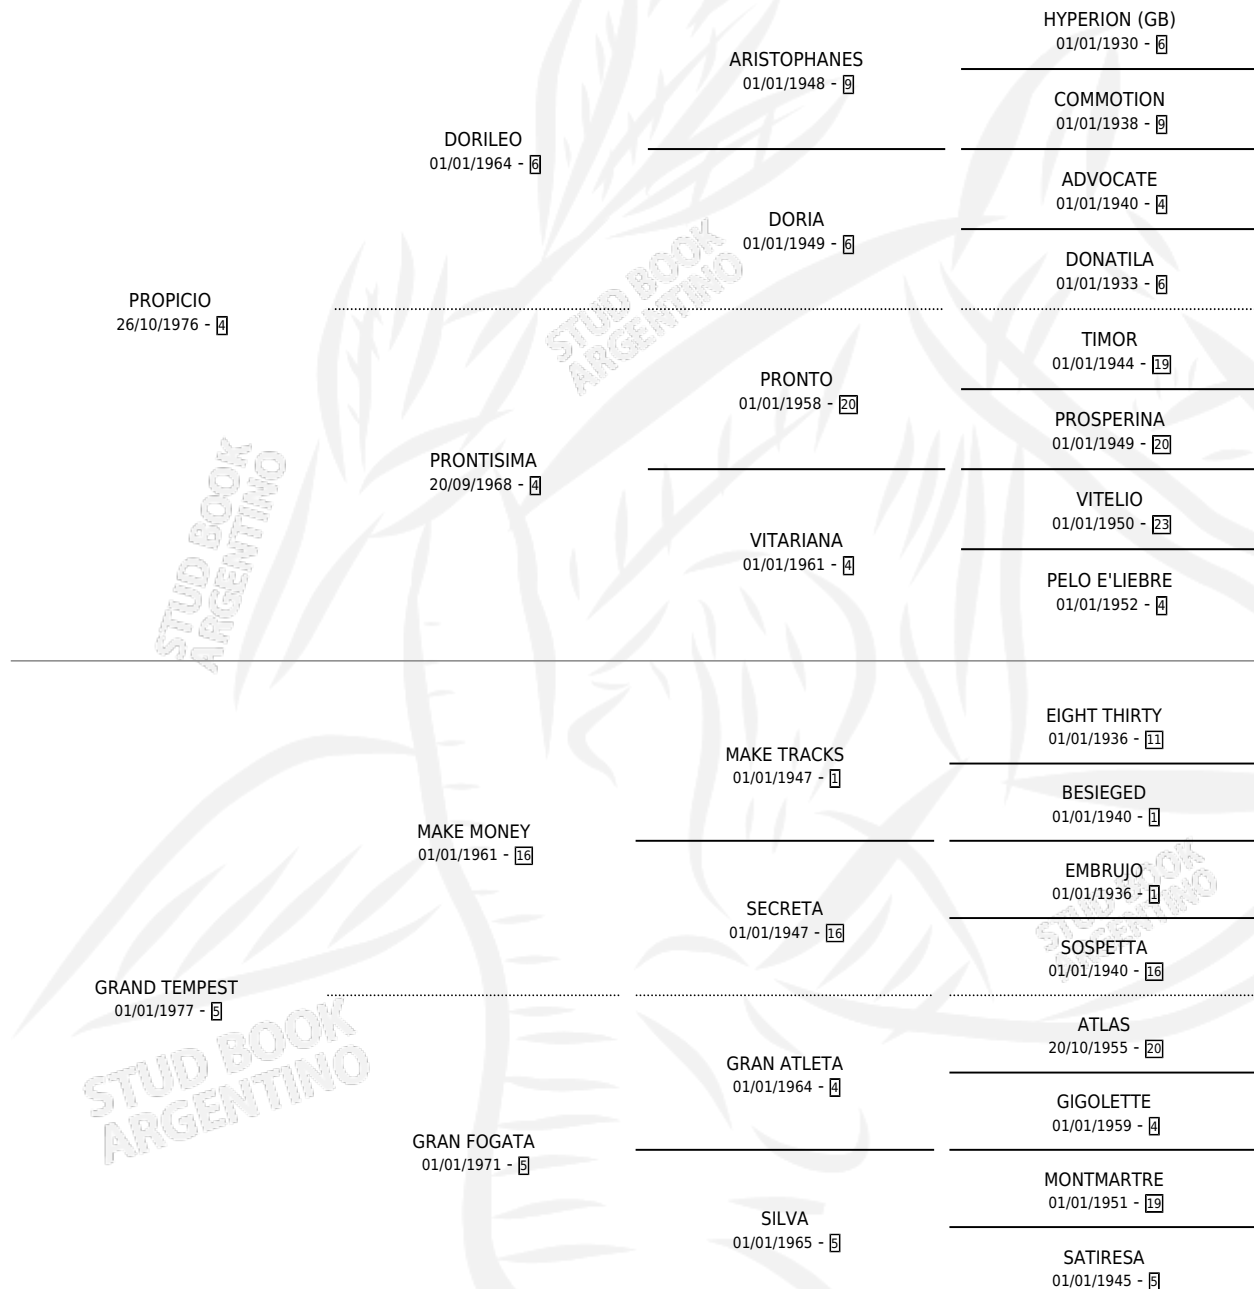 PROPICIO
26/10/1976 - 4
DORILEO
01/01/1964 - 6
PRONTISIMA
20/09/1968 - 4
ARISTOPHANES
01/01/1948 - 9
DORIA
01/01/1949 - 6
PRONTO
01/01/1958 - 20
VITARIANA
01/01/1961 - 4
HYPERION (GB)
01/01/1930 - 6
COMMOTION
01/01/1938 - 9
ADVOCATE
01/01/1940 - 4
DONATILA
01/01/1933 - 6
TIMOR
01/01/1944 - 19
PROSPERINA
01/01/1949 - 20
VITELIO
01/01/1950 - 23
PELO E'LIEBRE
01/01/1952 - 4
GRAND TEMPEST
01/01/1977 - 5
MAKE MONEY
01/01/1961 - 16
GRAN FOGATA
01/01/1971 - 5
MAKE TRACKS
01/01/1947 - 1
SECRETA
01/01/1947 - 16
GRAN ATLETA
01/01/1964 - 4
SILVA
01/01/1965 - 5
EIGHT THIRTY
01/01/1936 - 11
BESIEGED
01/01/1940 - 1
EMBRUJO
01/01/1936 - 1
SOSPETTA
01/01/1940 - 16
ATLAS
20/10/1955 - 20
GIGOLETTE
01/01/1959 - 4
MONTMARTRE
01/01/1951 - 19
SATIRESA
01/01/1945 - 5
STUD BOOK
ARGENTINO
STUD BOOK
ARGENTINO
STUD BOOK
ARGENTINO
STUD BOOK
ARGENTINO